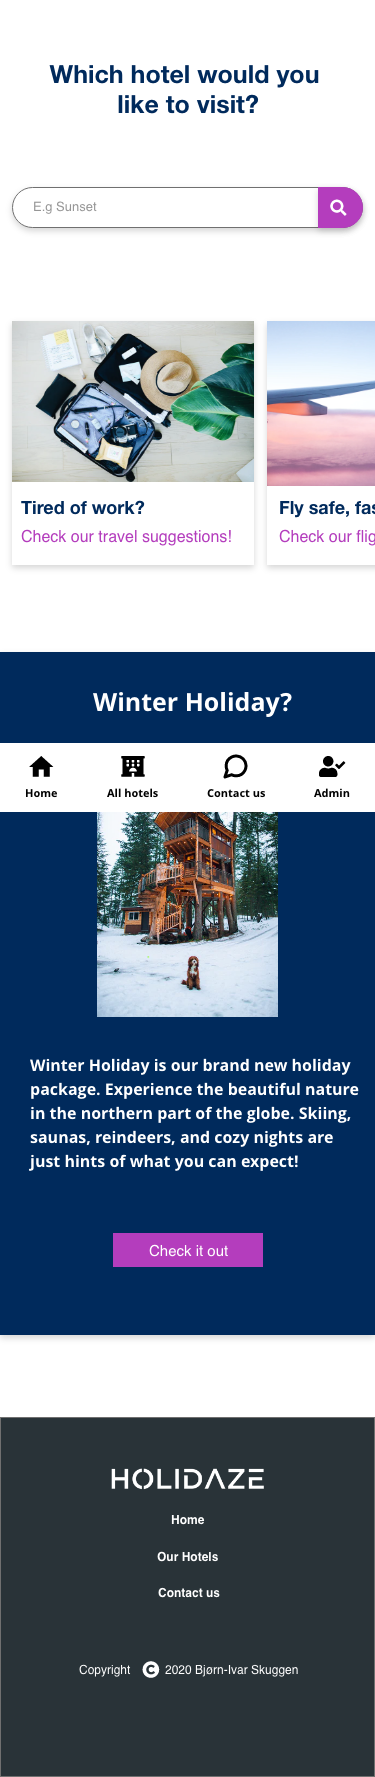 Which hotel would you
like to visit?
E.g Sunset
Tired of work?
Check our travel suggestions!
Fly safe, fas
Check our flig
Winter Holiday?
Home
All hotels
Contact us
Admin
Winter Holiday is our brand new holiday
package. Experience the beautiful nature
in the northern part of the globe. Skiing,
saunas, reindeers, and cozy nights are
just hints of what you can expect!
Check it out
HOLIDAZE
Home
Our Hotels
Contact us
Copyright © 2020 Bjørn-Ivar Skuggen